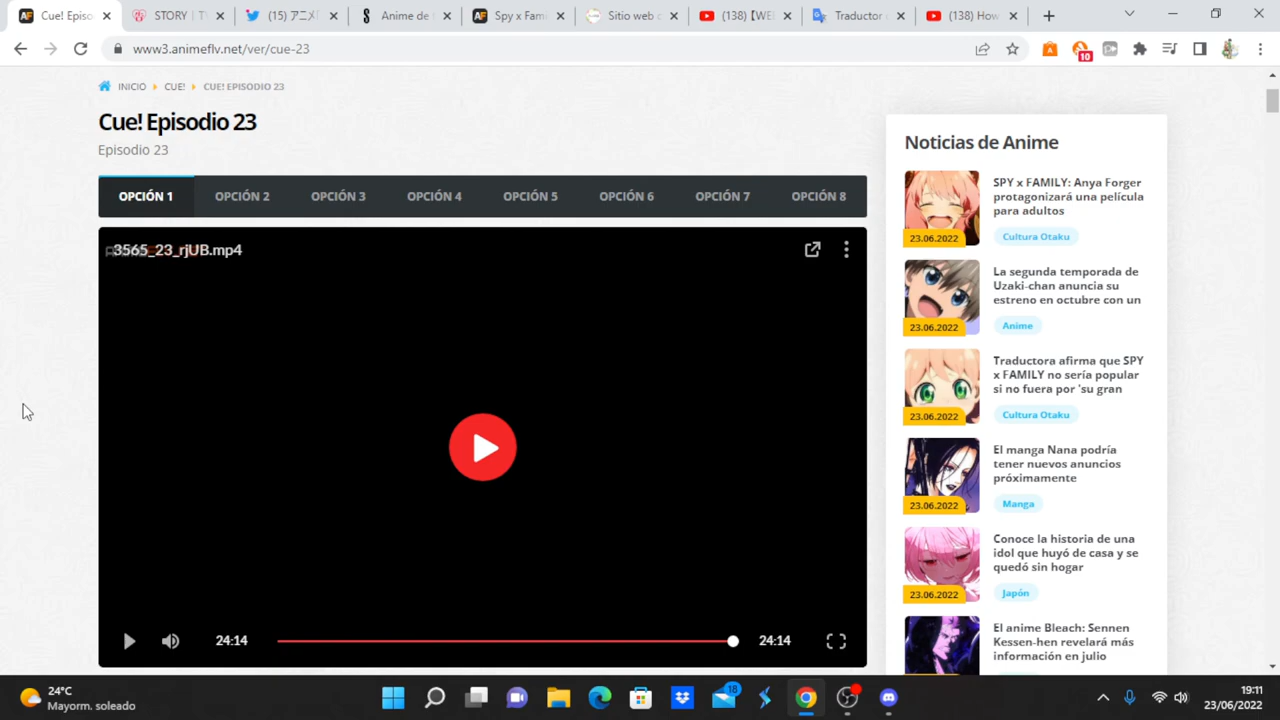 Cue! Episo
STORY | T
(15) アニメ
Anime de
Spy x Fami
Sitio web
(138) 【WE
Traductor
(138) How
www3.animeflv.net/ver/cue-23
10
INICIO
CUE!
CUE! EPISODIO 23
Cue! Episodio 23
Episodio 23
OPCIÓN 1
OPCIÓN 2
OPCIÓN 3
OPCIÓN 4
OPCIÓN 5
OPCIÓN 6
OPCIÓN 7
OPCIÓN 8
3565_23_rjUB.mp4
24:14
24:14
Noticias de Anime
SPY x FAMILY: Anya Forger
protagonizará una película
para adultos
23.06.2022
Cultura Otaku
La segunda temporada de
Uzaki-chan anuncia su
estreno en octubre con un
23.06.2022
Anime
Traductora afirma que SPY
x FAMILY no sería popular
si no fuera por 'su gran
23.06.2022
Cultura Otaku
El manga Nana podría
tener nuevos anuncios
próximamente
23.06.2022
Manga
Conoce la historia de una
idol que huyó de casa y se
quedó sin hogar
23.06.2022
Japón
El anime Bleach: Sennen
Kessen-hen revelará más
información en julio
24°C
Mayorm. soleado
18
19:11
23/06/2022